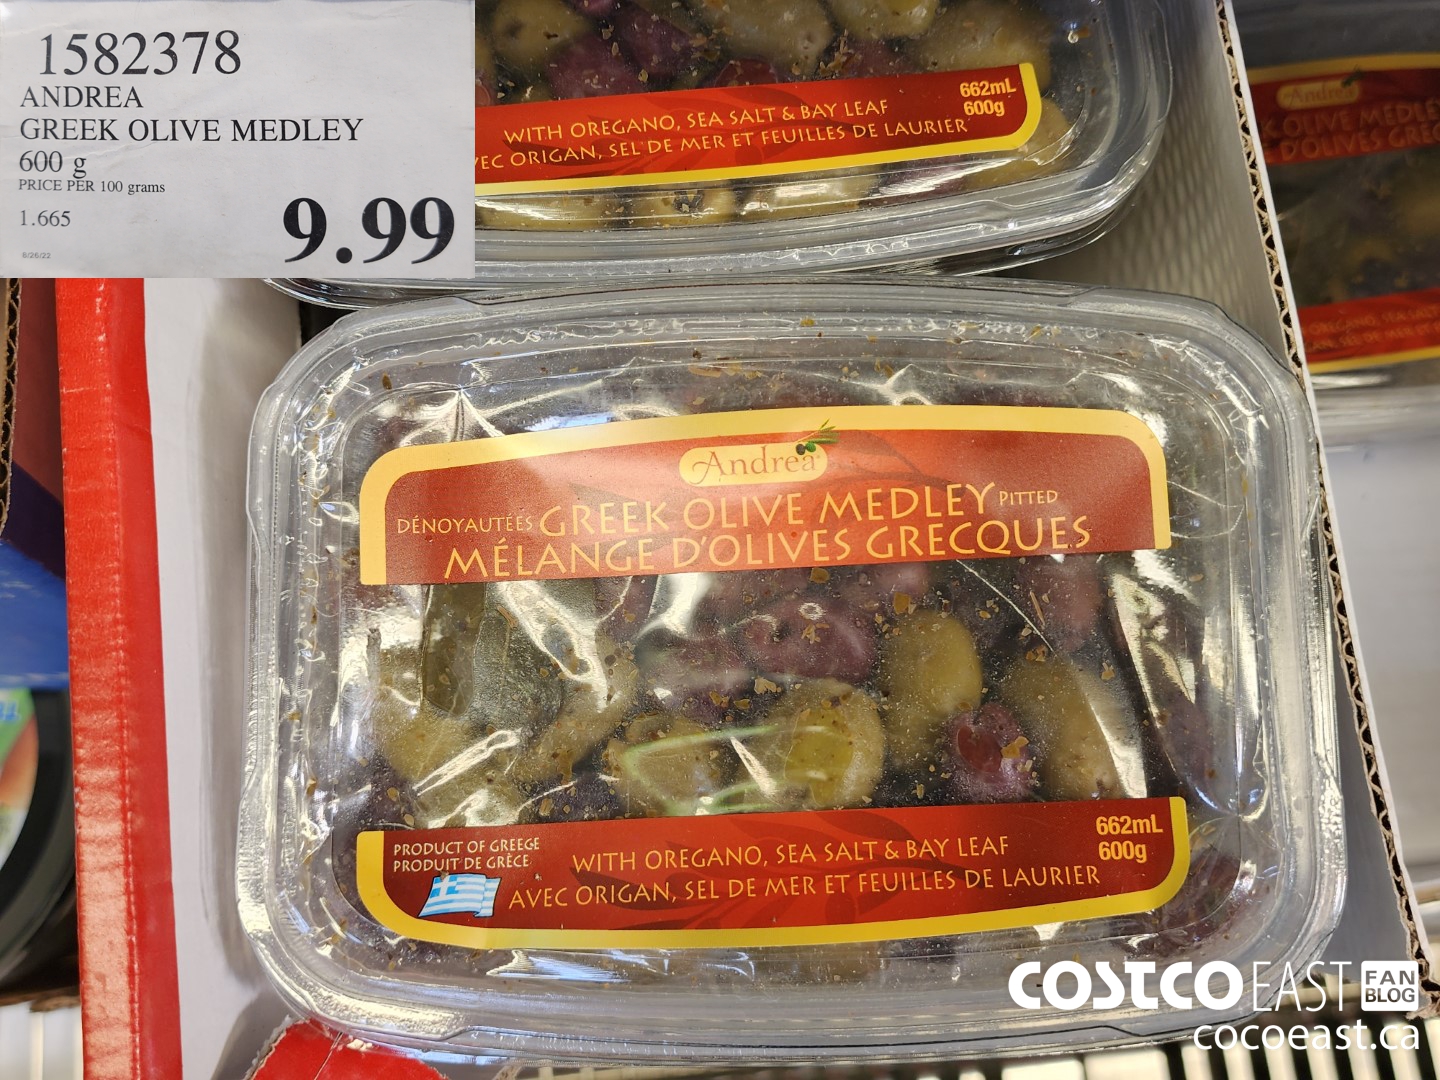 1582378
ANDREA
GREEK OLIVE MEDLEY
600 g
PRICE PER 100 grams
1.665
9.99
8/26/22
662mL
600g
WITH OREGANO, SEA SALT & BAY LEAF
VEC ORIGAN, SEL DE MER ET FEUILLES DE LAURIER
Andrea
Andrea
DÉNOYAUTÉES GREEK OLIVE MEDLEY PITTED
MÉLANGE D'OLIVES GRECQUES
PRODUCT OF GREECE
PRODUIT DE GRÈCE
WITH OREGANO, SEA SALT & BAY LEAF
AVEC ORIGAN, SEL DE MER ET FEUILLES DE LAURIER
662mL
600g
COSTCO EAST FAN BLOG
cocoeast.ca